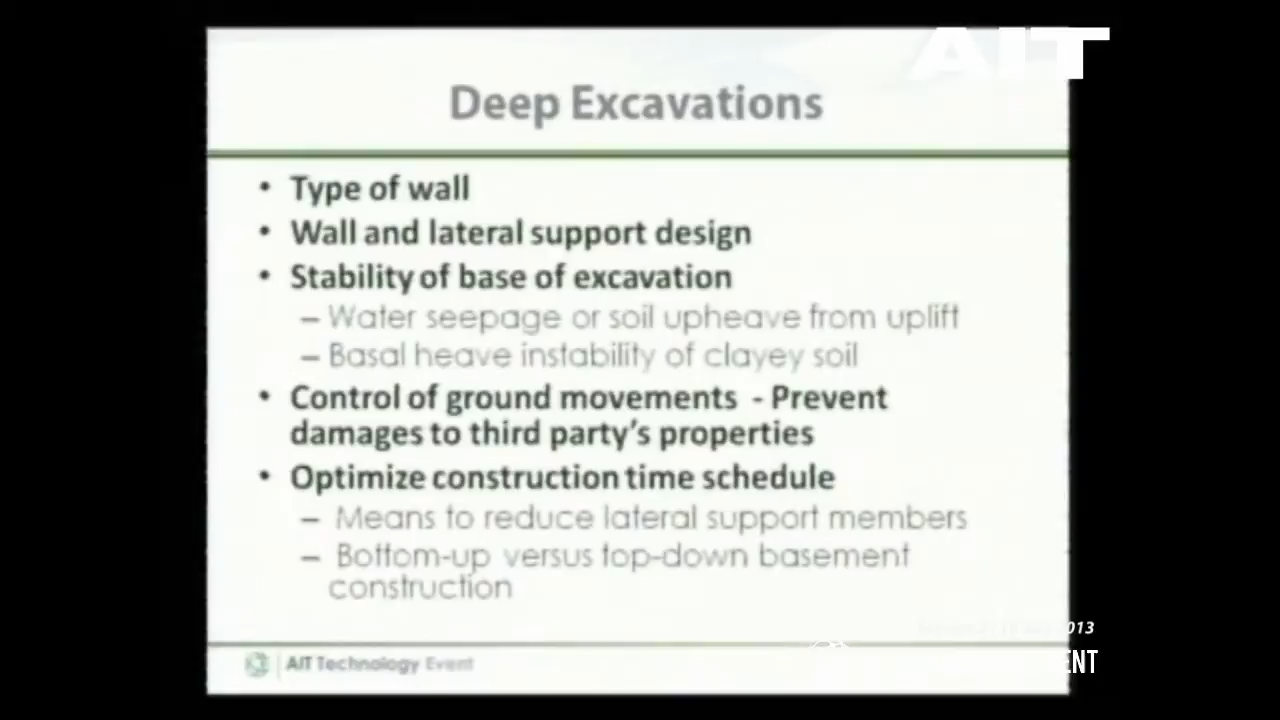 AIT
Deep Excavations
• Type of wall
• Wall and lateral support design
• Stability of base of excavation
– Water seepage or soil upheave from uplift
– Basal heave instability of clayey soil
• Control of ground movements - Prevent
damages to third party's properties
• Optimize construction time schedule
– Means to reduce lateral support members
– Bottom-up versus top-down basement
construction
AIT Technology Event